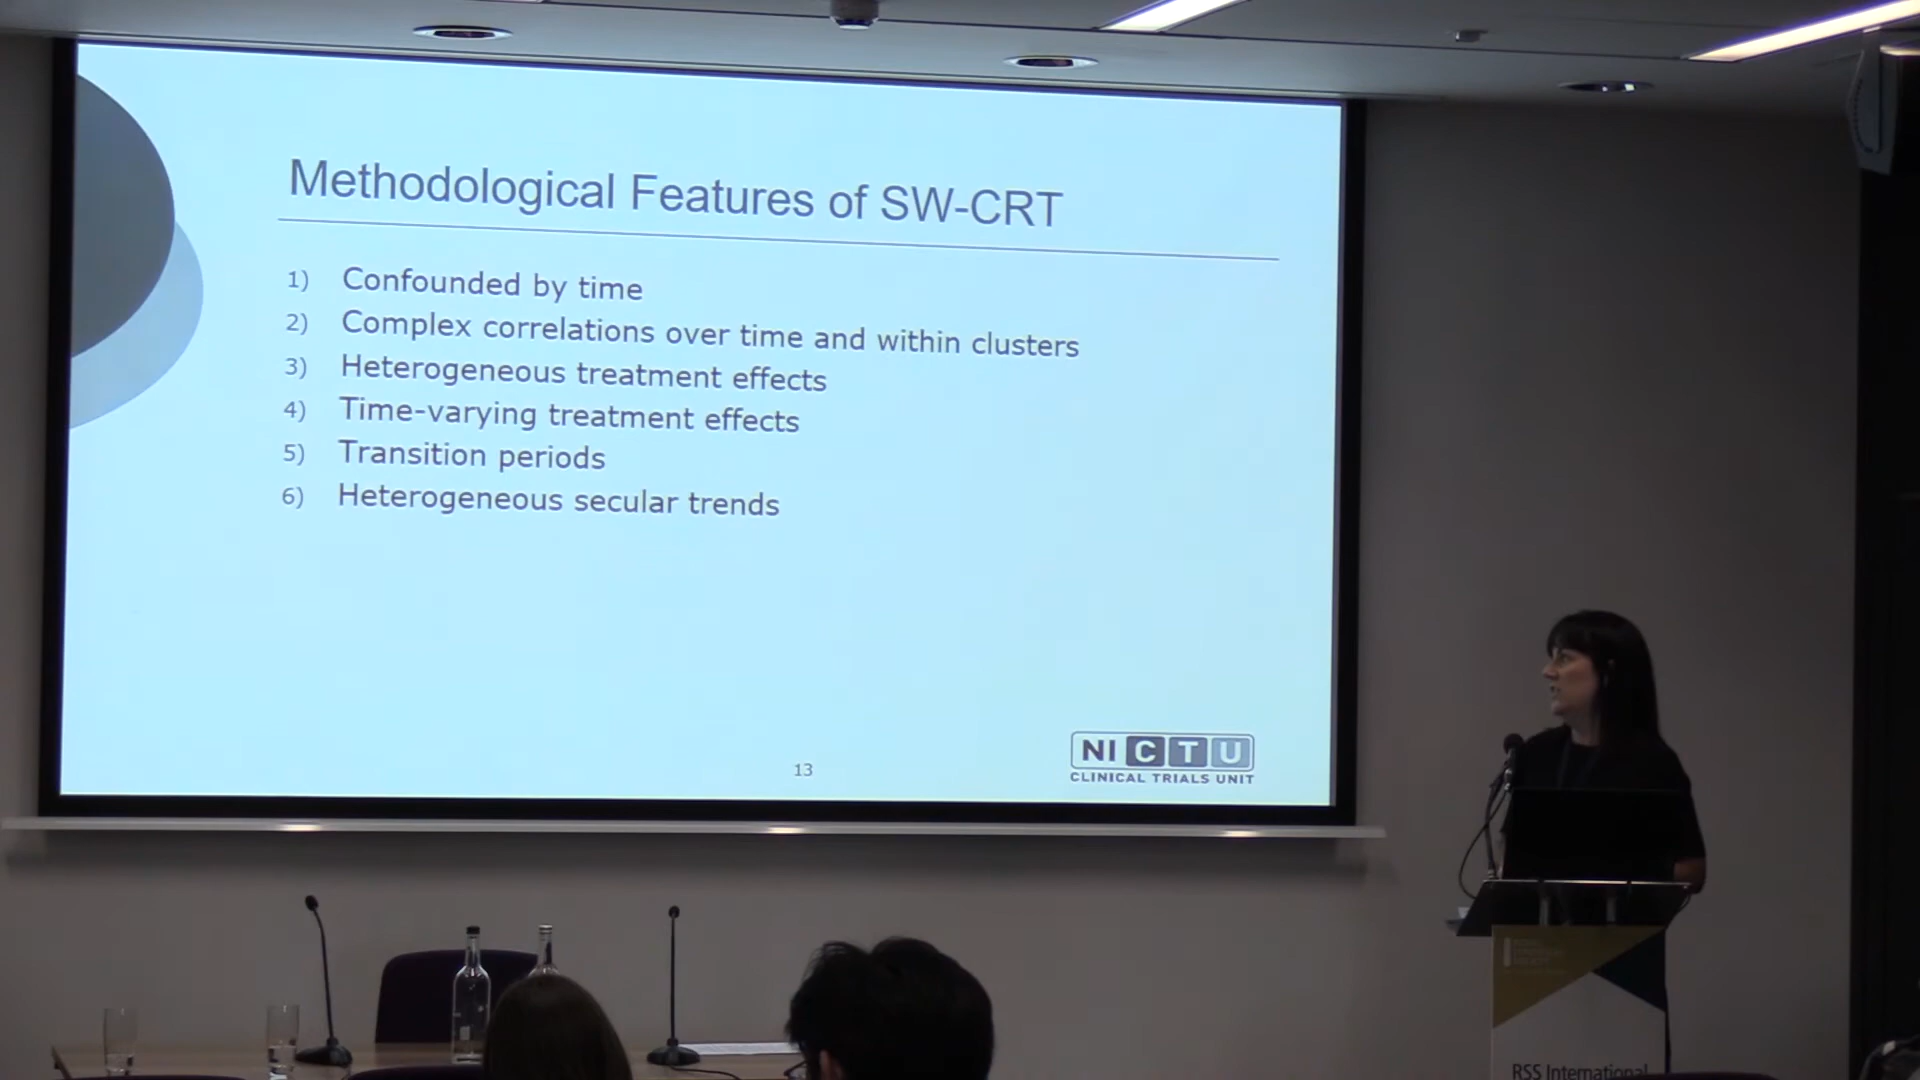 Methodological Features of SW-CRT
1) Confounded by time
2) Complex correlations over time and within clusters
3) Heterogeneous treatment effects
4) Time-varying treatment effects
5) Transition periods
6) Heterogeneous secular trends
13
NI CTU
CLINICAL TRIALS UNIT
RSS International